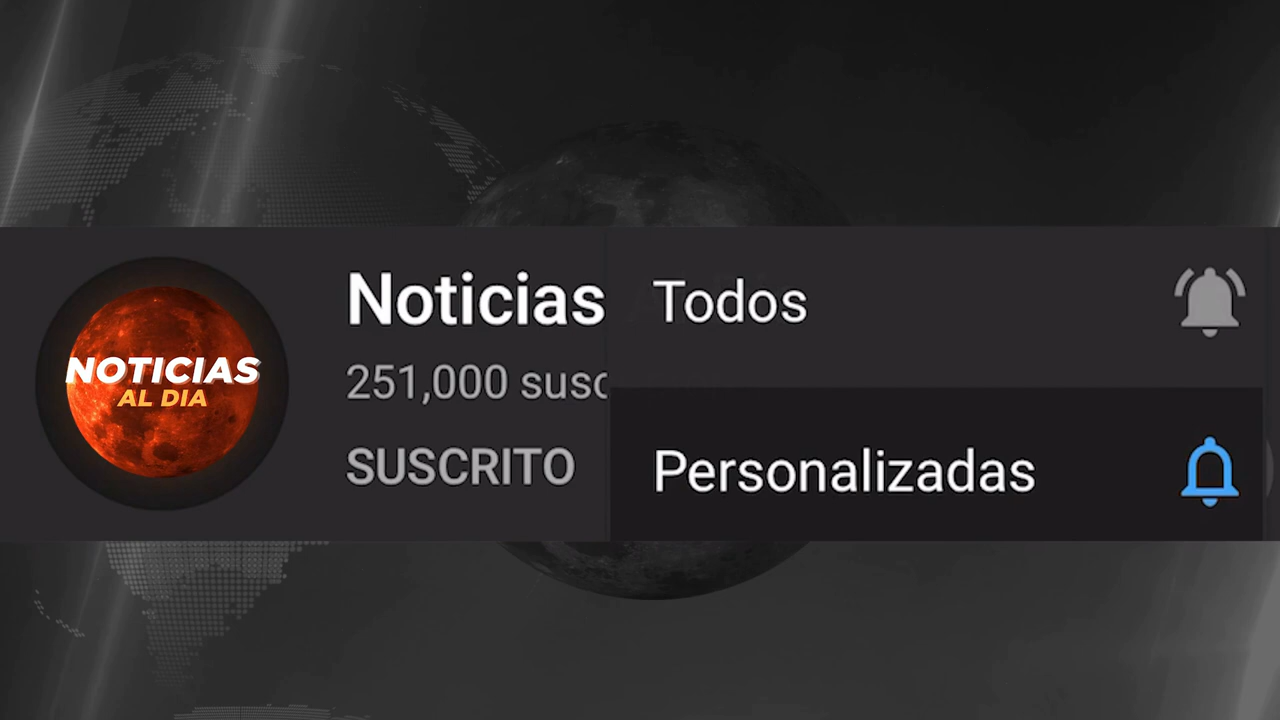 NOTICIAS
AL DIA
Noticias
251,000 susc
SUSCRITO
Todos
Personalizadas